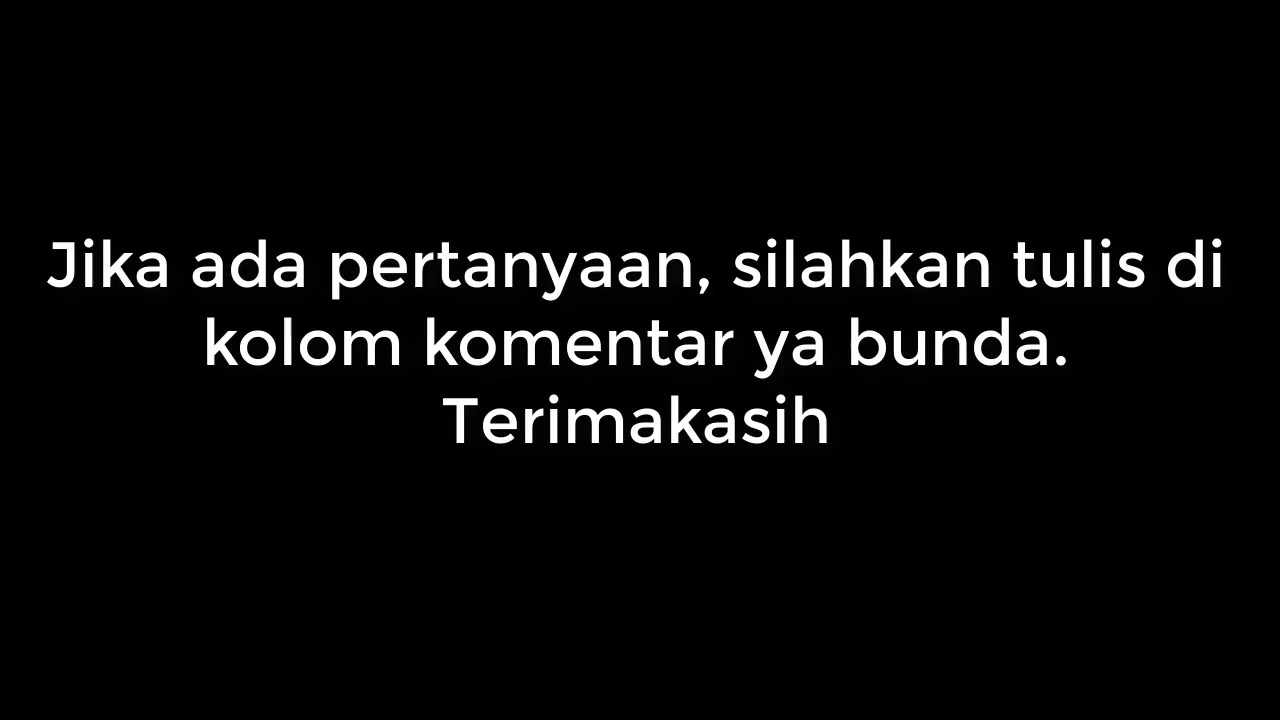 Jika ada pertanyaan, silahkan tulis di
kolom komentar ya bunda.
Terimakasih